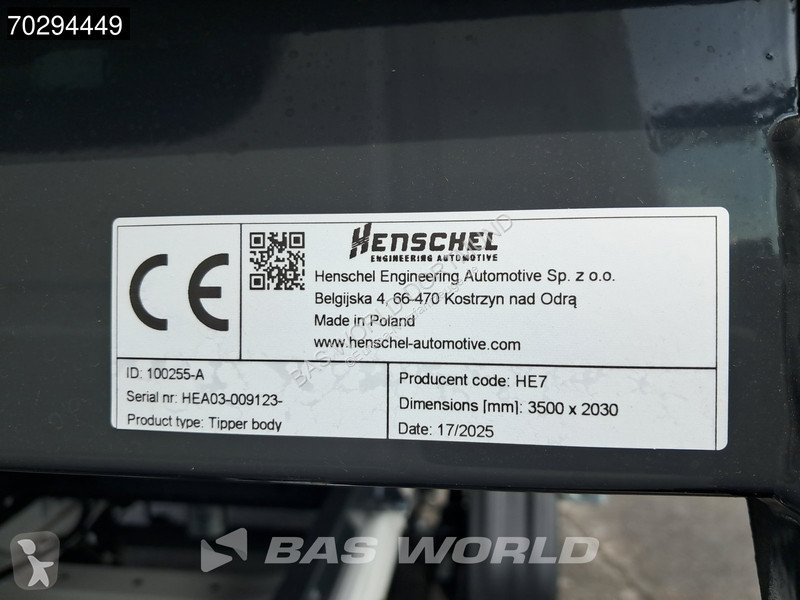 70294449
CE
HENSCHEL
ENGINEERING AUTOMOTIVE
Henschel Engineering Automotive Sp. z o.o.
Belgijska 4, 66-470 Kostrzyn nad Odrą
Made in Poland
www.henschel-automotive.com
ID: 100255-A
Serial nr: HEA03-009123-
Product type: Tipper body
Producent code: HE7
Dimensions [mm]: 3500 x 2030
Date: 17/2025
BAS WORLD